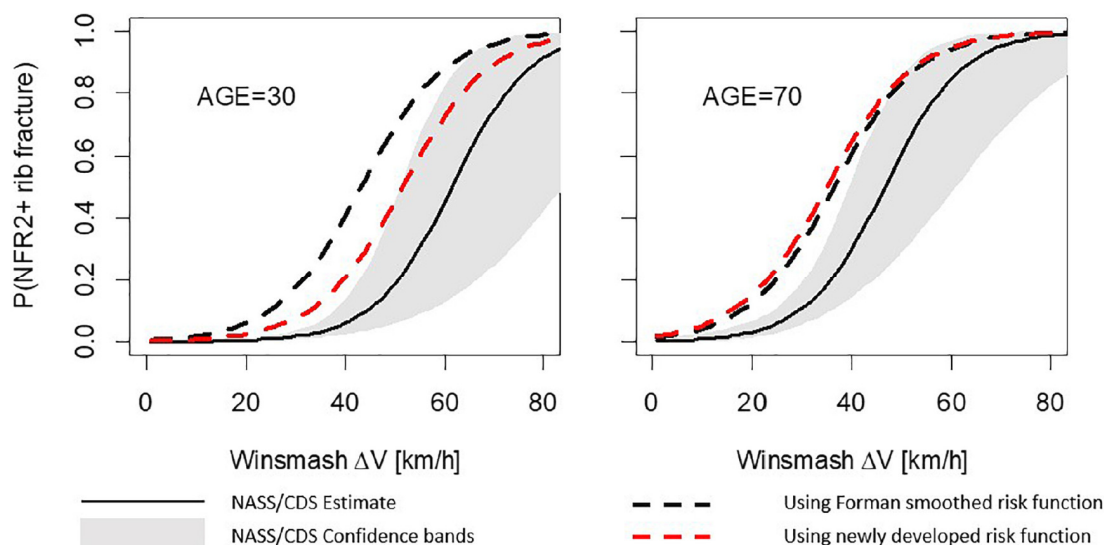 P(NFR2+ rib fracture)
1.0
0.8
0.6
0.4
0.2
0.0
AGE=30
AGE=70
0 20 40 60 80
0 20 40 60 80
Winsmash ΔV [km/h]
Winsmash ΔV [km/h]
NASS/CDS Estimate
Using Forman smoothed risk function
NASS/CDS Confidence bands
Using newly developed risk function